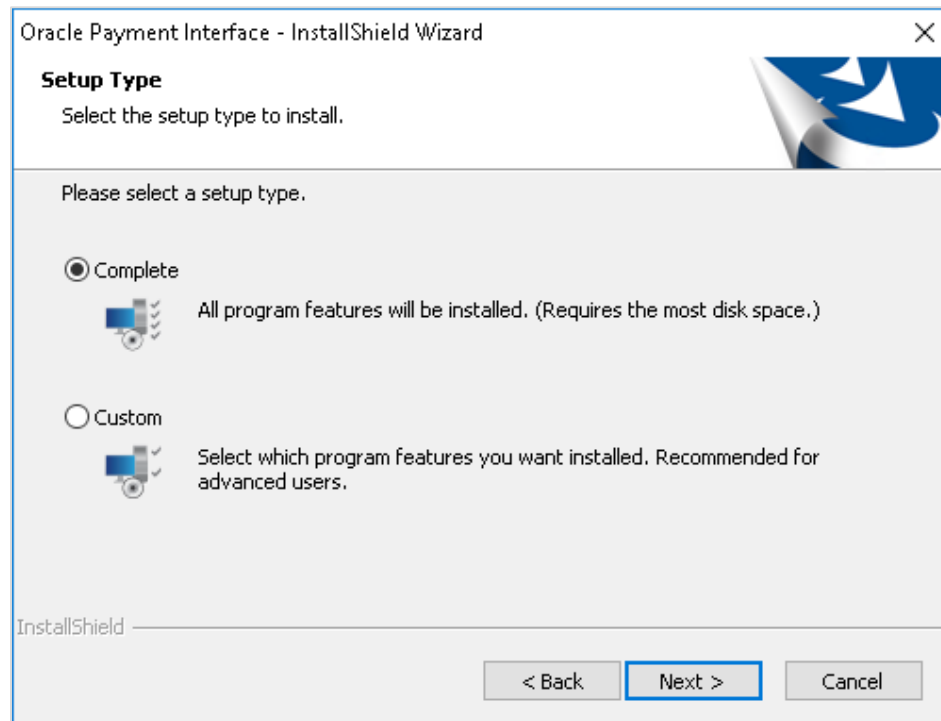 Oracle Payment Interface - InstallShield Wizard
Setup Type
Select the setup type to install.
Please select a setup type.
Complete
All program features will be installed. (Requires the most disk space.)
Custom
Select which program features you want installed. Recommended for
advanced users.
InstallShield
< Back Next > Cancel